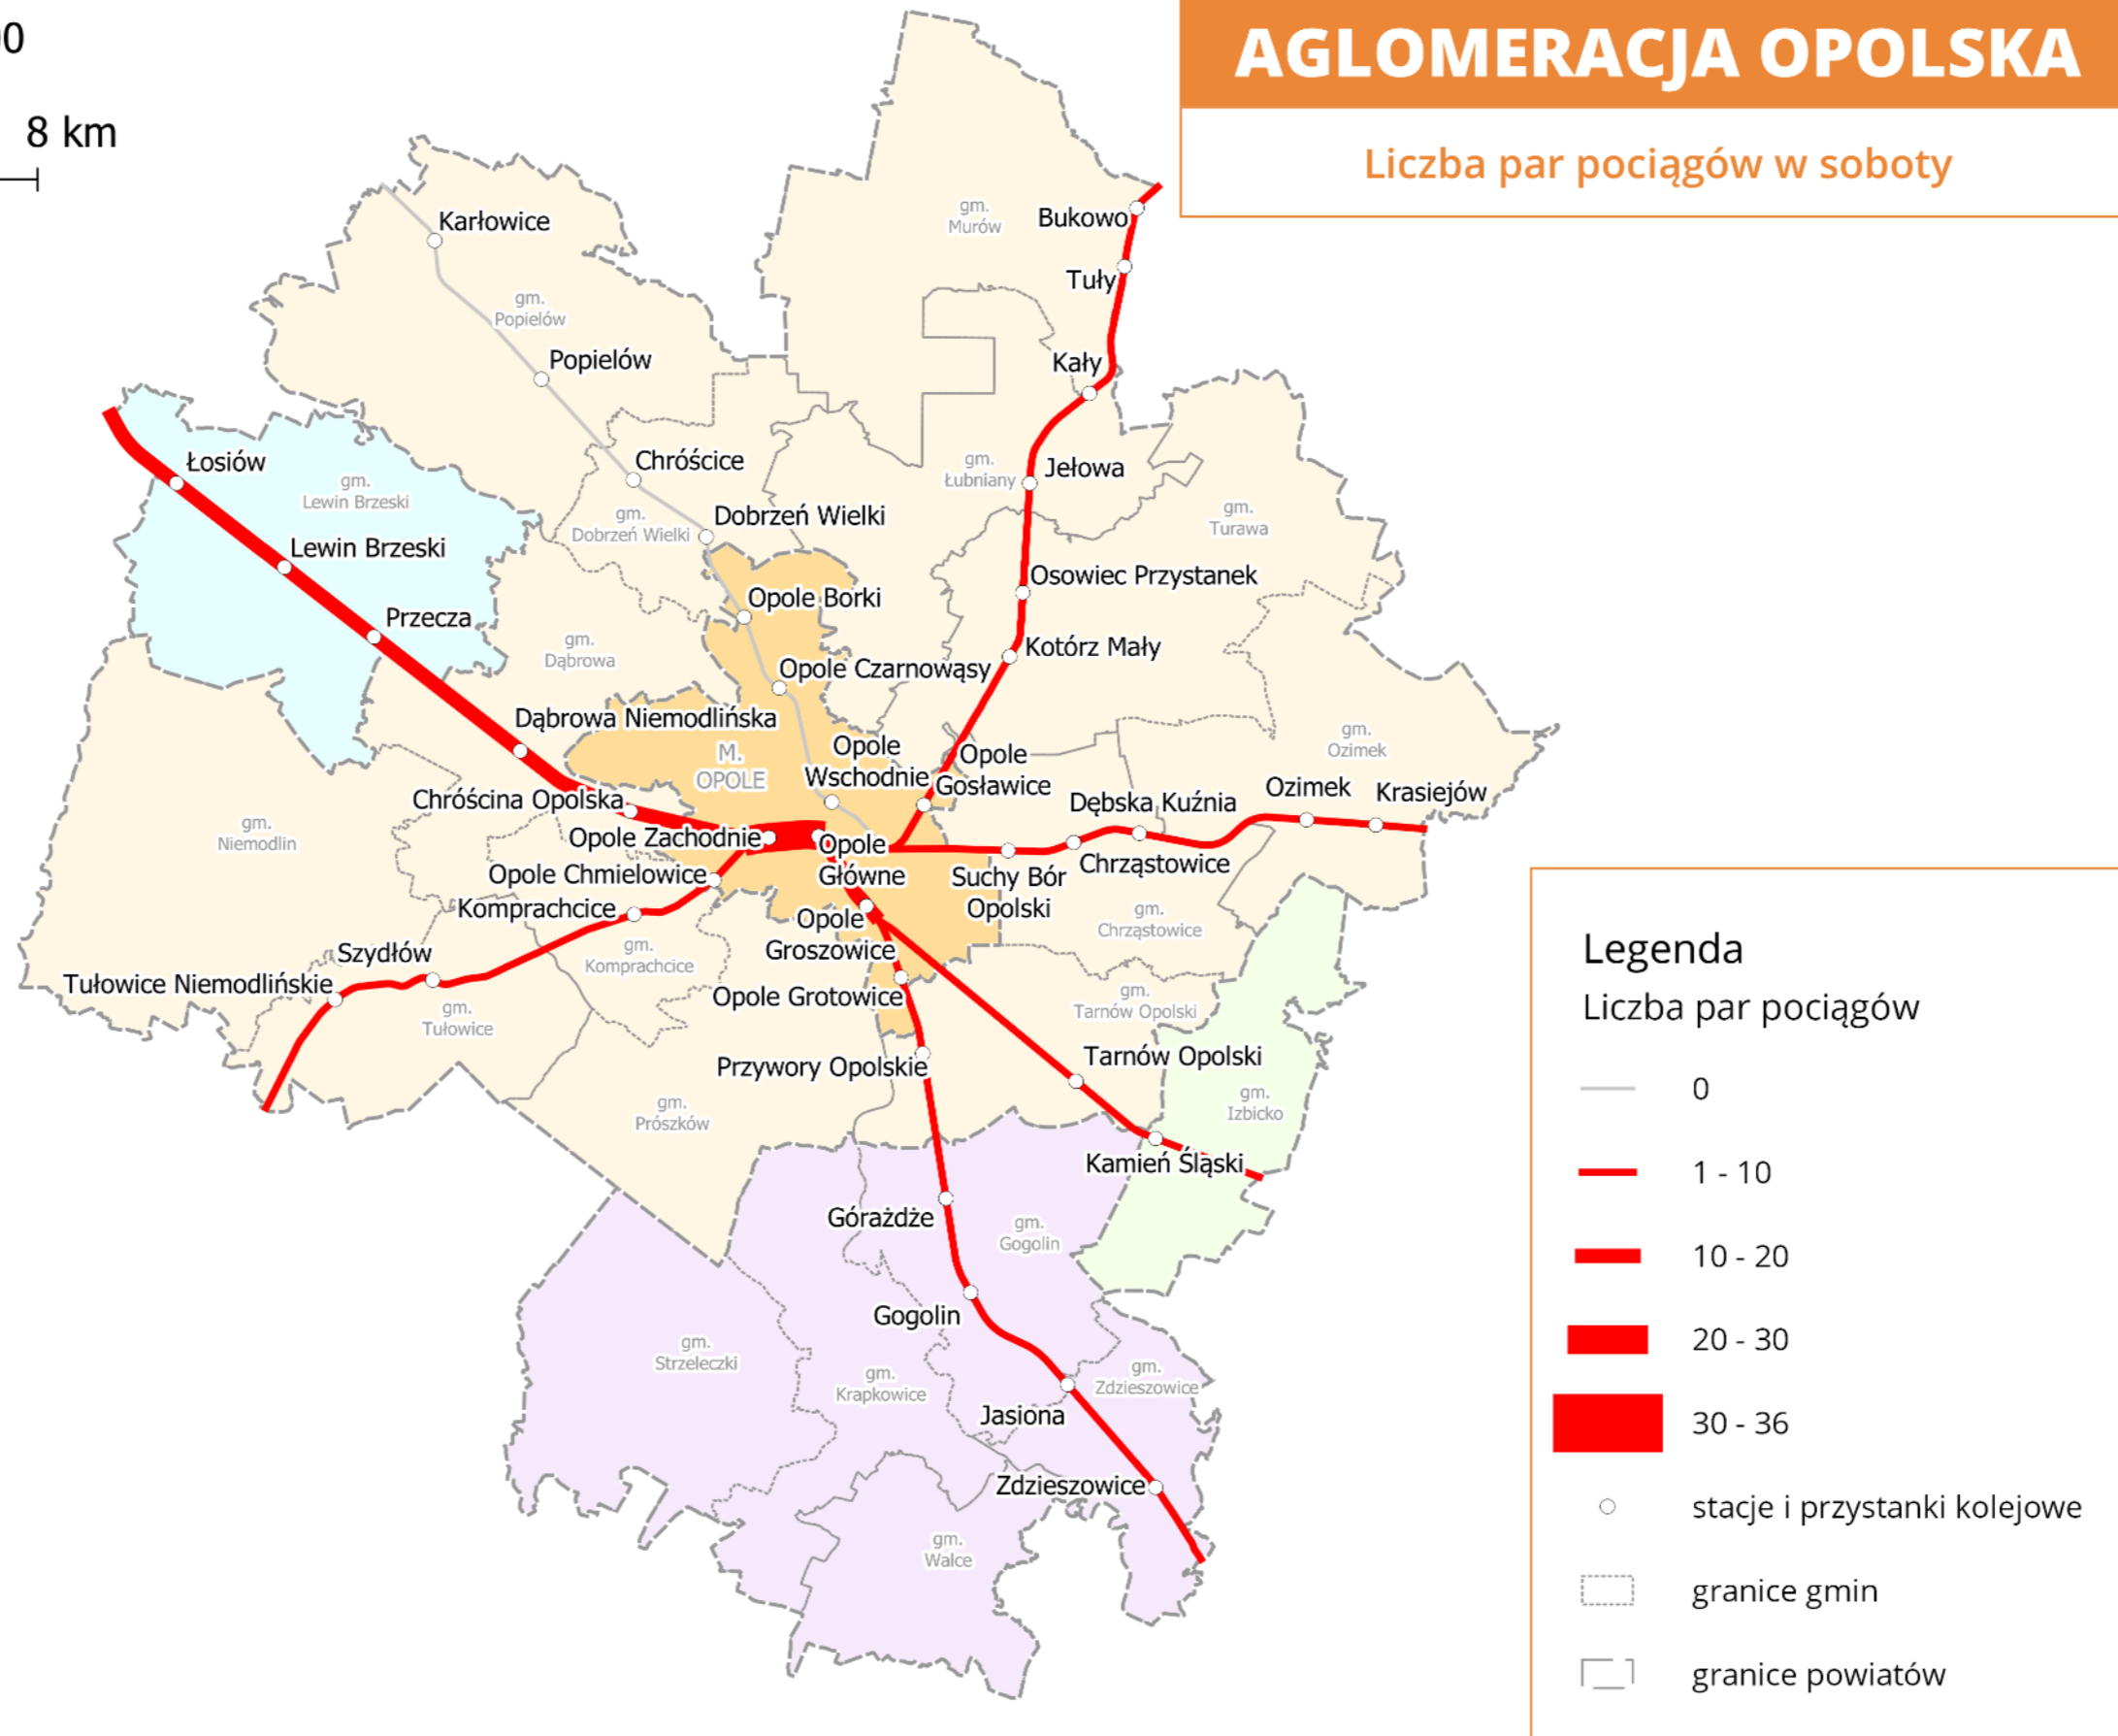 AGLOMERACJA OPOLSKA
Liczba par pociągów w soboty
8 km
Karłowice
gm.
Popielów
Popielów
gm.
Murów
Bukowo
Tuły
Kały
Łosiów
gm.
Lewin Brzeski
Lewin Brzeski
Przecza
Chróścice
gm.
Dobrzeń Wielki
Dobrzeń Wielki
gm.
Łubniany
Jełowa
gm.
Turawa
Osowiec Przystanek
Opole Borki
gm.
Dąbrowa
Kotórz Mały
Opole Czarnowąsy
Dąbrowa Niemodlińska
M.
OPOLE
Opole
Wschodnie
Opole
Gosławice
gm.
Ozimek
Ozimek
Krasiejów
Dębska Kuźnia
Chróścina Opolska
gm.
Niemodlin
Opole Zachodnie
Opole
Główne
Chrząstowice
Suchy Bór
Opolski
Opole Chmielowice
Komprachcice
gm.
Chrząstowice
Opole
Groszowice
Szydłów
gm.
Komprachcice
Tułowice Niemodlińskie
Opole Grotowice
gm.
Tarnów Opolski
gm.
Tułowice
Przywory Opolskie
Tarnów Opolski
gm.
Izbicko
gm.
Prószków
Kamień Śląski
Górażdże
gm.
Gogolin
Gogolin
gm.
Strzeleczki
gm.
Krapkowice
gm.
Zdzieszowice
Jasiona
Zdzieszowice
gm.
Walce
Legenda
Liczba par pociągów
0
1 - 10
10 - 20
20 - 30
30 - 36
stacje i przystanki kolejowe
granice gmin
granice powiatów